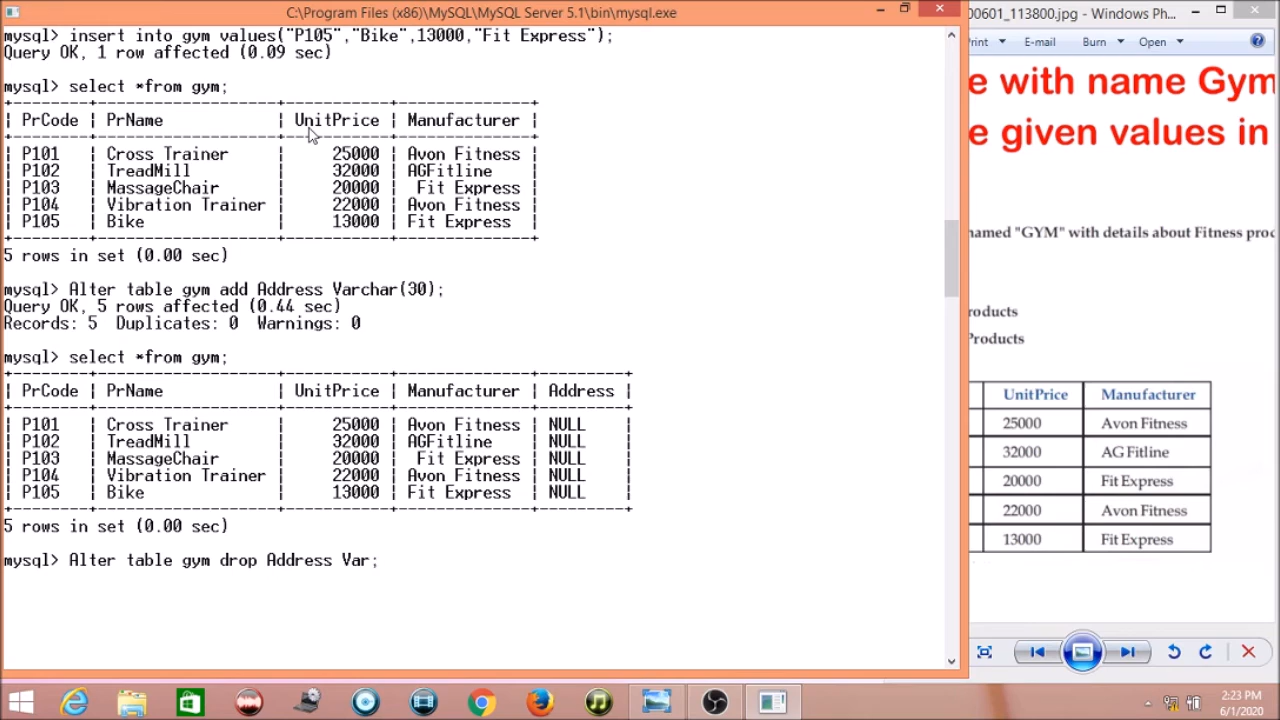 C:\Program Files (x86)\MySQL\MySQL Server 5.1\bin\mysql.exe
00601_113800.jpg - Windows Ph...
mysql> insert into gym values("P105","Bike",13000,"Fit Express");
Query OK, 1 row affected (0.09 sec)
mysql> select *from gym;
| PrCode | PrName | UnitPrice | Manufacturer |
| P101 | Cross Trainer | 25000 | Avon Fitness |
| P102 | TreadMill | 32000 | AGFitline |
| P103 | MassageChair | 20000 | Fit Express |
| P104 | Vibration Trainer | 22000 | Avon Fitness |
| P105 | Bike | 13000 | Fit Express |
5 rows in set (0.00 sec)
mysql> Alter table gym add Address Varchar(30);
Query OK, 5 rows affected (0.44 sec)
Records: 5 Duplicates: 0 Warnings: 0
mysql> select *from gym;
| PrCode | PrName | UnitPrice | Manufacturer | Address |
| P101 | Cross Trainer | 25000 | Avon Fitness | NULL |
| P102 | TreadMill | 32000 | AGFitline | NULL |
| P103 | MassageChair | 20000 | Fit Express | NULL |
| P104 | Vibration Trainer | 22000 | Avon Fitness | NULL |
| P105 | Bike | 13000 | Fit Express | NULL |
5 rows in set (0.00 sec)
mysql> Alter table gym drop Address Var;
Print E-mail Burn Open
e with name Gym
e given values in
named "GYM" with details about Fitness prod
roducts
Products
UnitPrice Manufacturer
25000 Avon Fitness
32000 AG Fitline
20000 Fit Express
22000 Avon Fitness
13000 Fit Express
2:23 PM
6/1/2020